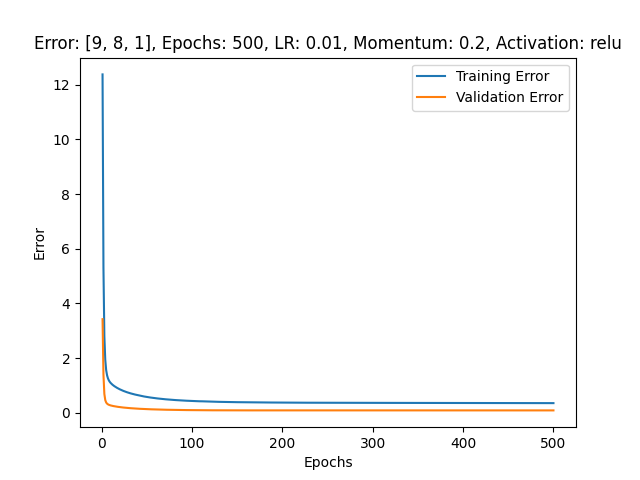 Error: [9, 8, 1], Epochs: 500, LR: 0.01, Momentum: 0.2, Activation: relu
Training Error
Validation Error
12
10
8
6
4
2
0
Error
0 100 200 300 400 500
Epochs